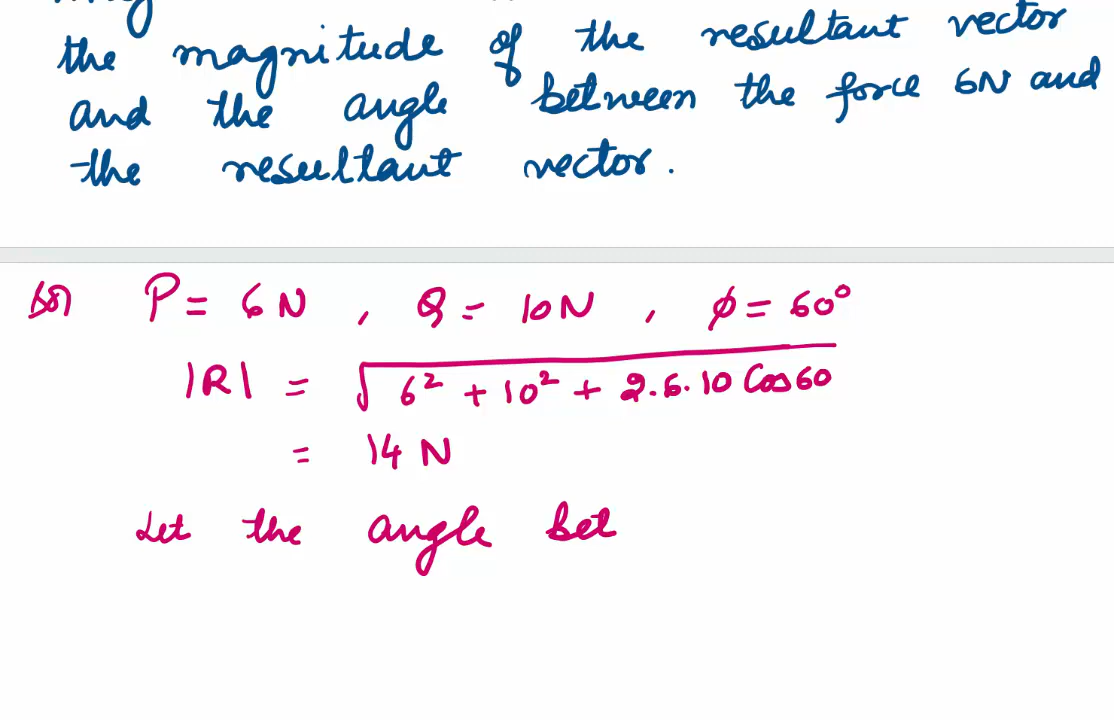 the magnitude of the resultant vector
and the angle between the force 6N and
the resultant vector.
P = 6N , Q = 10N , ϕ = 60°
|R| = √6² + 10² + 2.6.10 Cos60
= 14 N
Let the angle bet